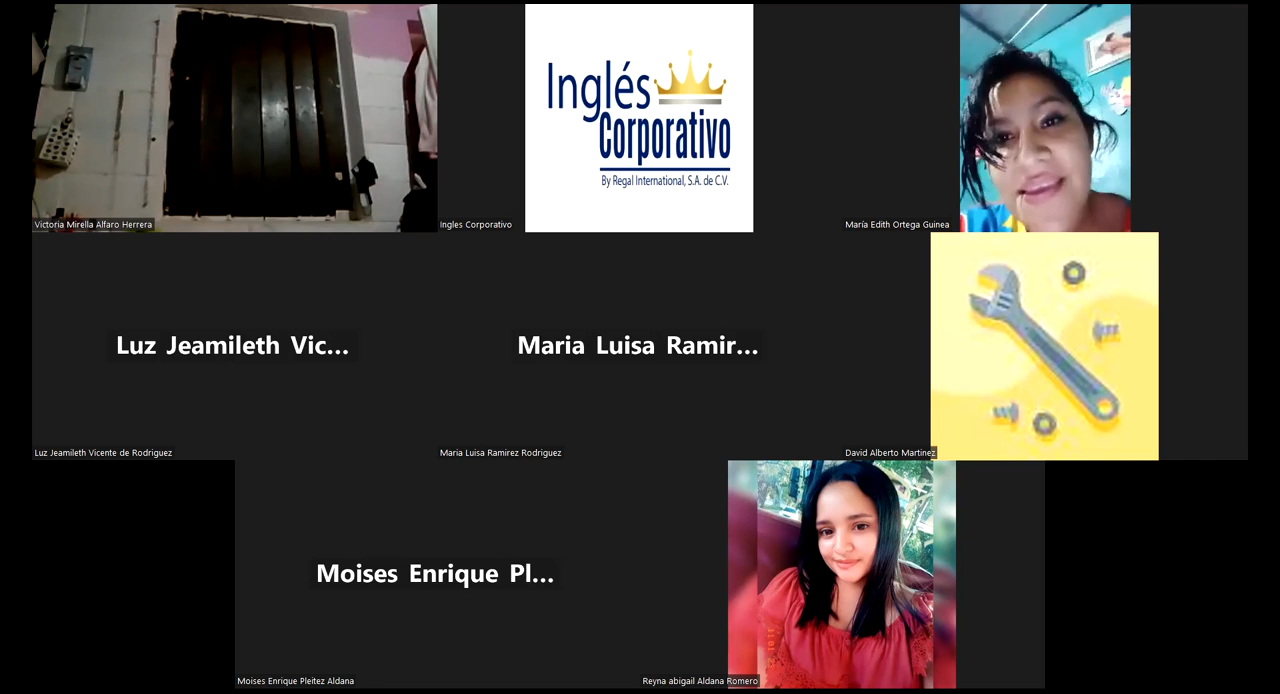 Inglés
Corporativo
By Regal International, S.A. de C.V.
Victoria Mirella Alfaro Herrera
Ingles Corporativo
María Edith Ortega Guinea
Luz Jeamileth Vic...
Maria Luisa Ramir...
Luz Jeamileth Vicente de Rodriguez
Maria Luisa Ramirez Rodriguez
David Alberto Martinez
Moises Enrique Pl...
Moises Enrique Pleitez Aldana
Reyna abigail Aldana Romero